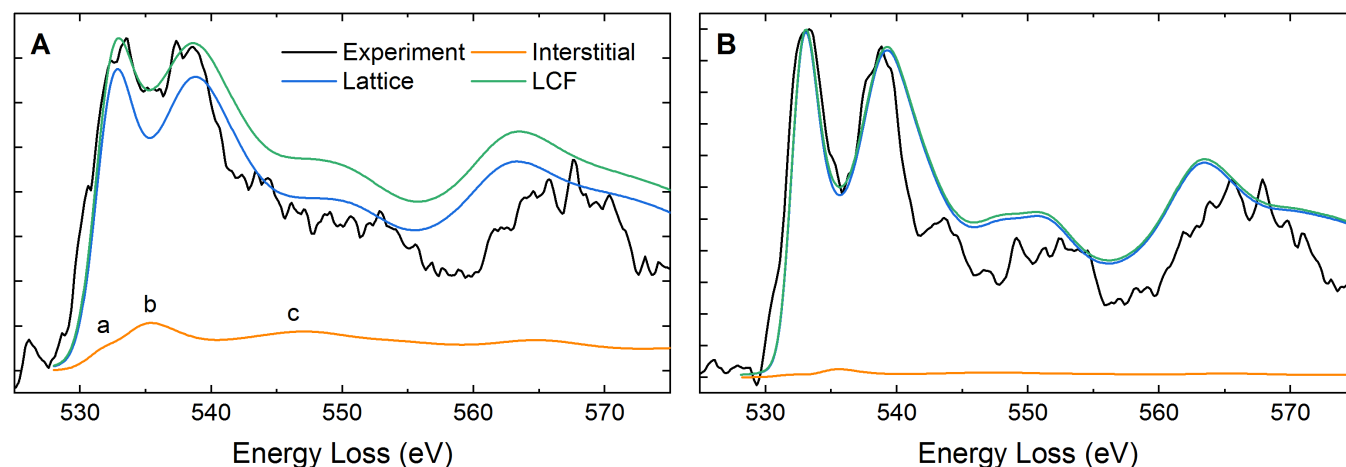 A
Experiment Interstitial
Lattice LCF
a
b
c
530 540 550 560 570
Energy Loss (eV)
B
530 540 550 560 570
Energy Loss (eV)